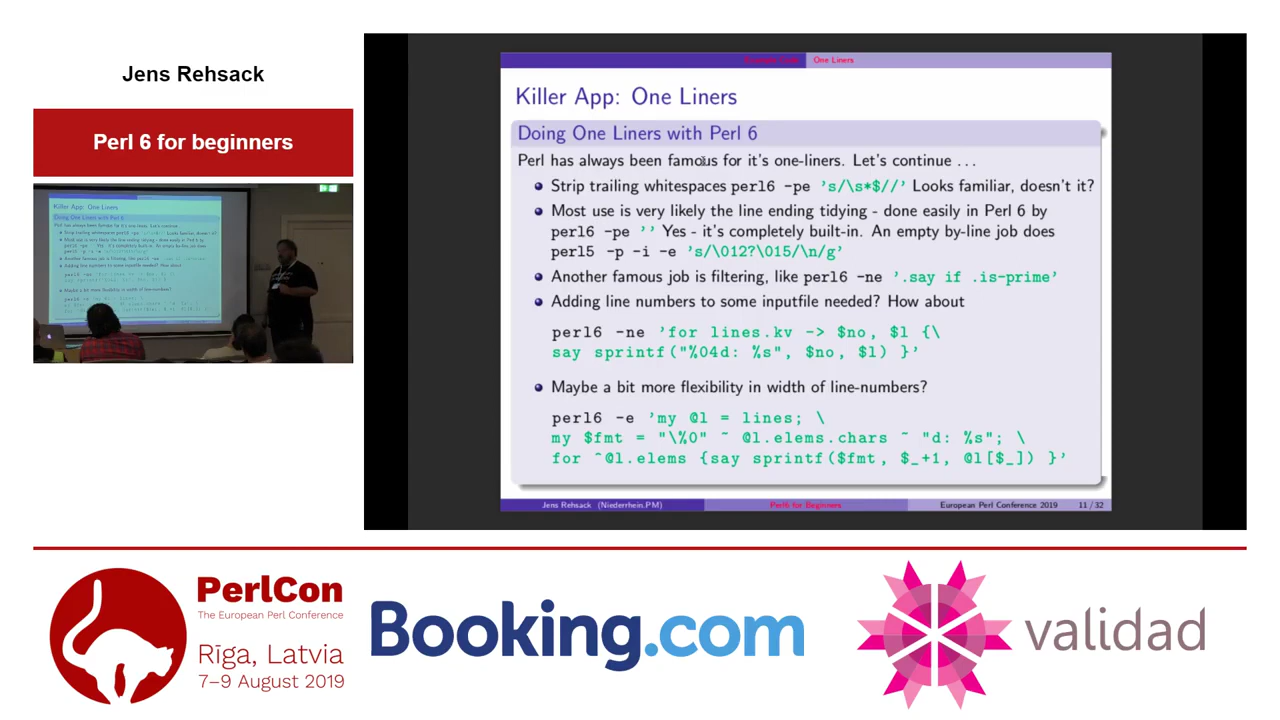 Jens Rehsack
Perl 6 for beginners
One Liners
Killer App: One Liners
Doing One Liners with Perl 6
Perl has always been famous for it's one-liners. Let's continue ...
Strip trailing whitespaces perl6 -pe 's/\s*$//' Looks familiar, doesn't it?
Most use is very likely the line ending tidying - done easily in Perl 6 by
perl6 -pe '' Yes - it's completely built-in. An empty by-line job does
perl5 -p -i -e 's/\012?\015/\n/g'
Another famous job is filtering, like perl6 -ne '.say if .is-prime'
Adding line numbers to some inputfile needed? How about
perl6 -ne 'for lines.kv -> $no, $l {\
say sprintf("%04d: %s", $no, $l) }'
Maybe a bit more flexibility in width of line-numbers?
perl6 -e 'my @l = lines; \
my $fmt = "\%0" ~ @l.elems.chars ~ "d: %s"; \
for ^@l.elems {say sprintf($fmt, $_+1, @l[$_]) }'
Jens Rehsack (Niederrhein.PM)
Perl6 for Beginners
European Perl Conference 2019
11 / 32
PerlCon
The European Perl Conference
Rīga, Latvia
7–9 August 2019
Booking.com
validad